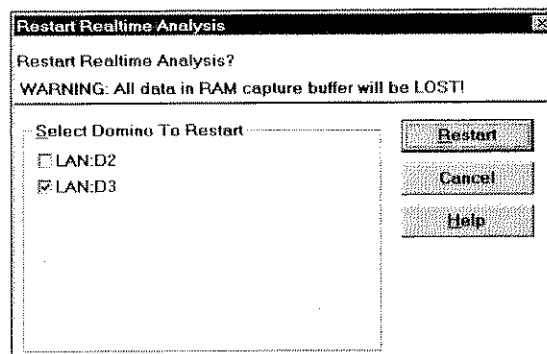 Restart Realtime Analysis
Restart Realtime Analysis?
WARNING: All data in RAM capture buffer will be LOST!
Select Domino To Restart
LAN:D2
LAN:D3
Restart
Cancel
Help